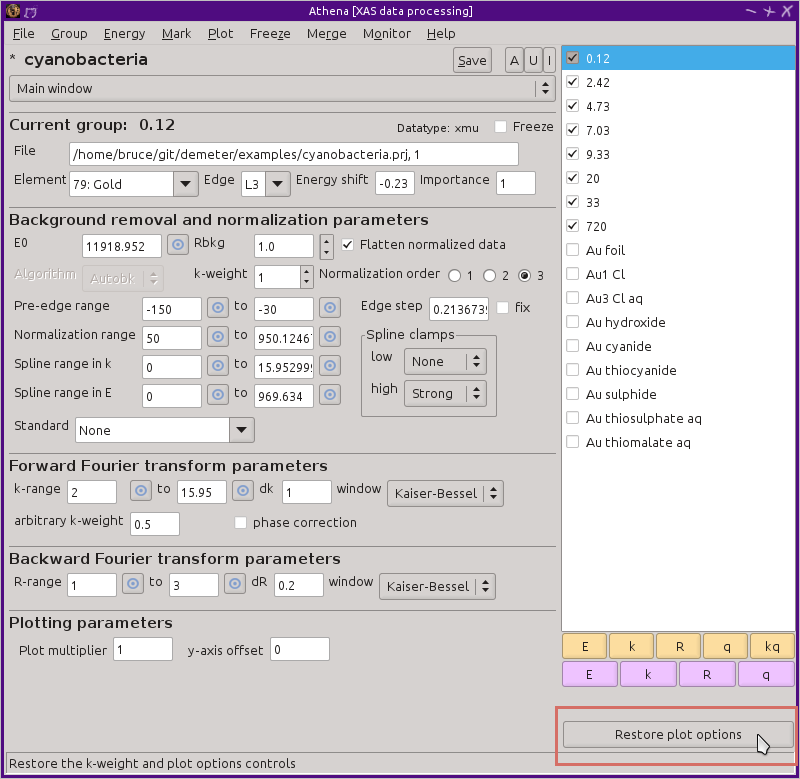 Athena [XAS data processing]
File Group Energy Mark Plot Freeze Merge Monitor Help
* cyanobacteria Save A U I
Main window
Current group: 0.12 Datatype: xmu Freeze
File /home/bruce/git/demeter/examples/cyanobacteria.prj, 1
Element 79: Gold Edge L3 Energy shift -0.23 Importance 1
Background removal and normalization parameters
E0 11918.952 Rbkg 1.0 Flatten normalized data
Algorithm Autobk k-weight 1 Normalization order 1 2 3
Pre-edge range -150 to -30 Edge step 0.2136739 fix
Normalization range 50 to 950.12467
Spline clamps
Spline range in k 0 to 15.952999
low None
Spline range in E 0 to 969.634
high Strong
Standard None
Forward Fourier transform parameters
k-range 2 to 15.95 dk 1 window Kaiser-Bessel
arbitrary k-weight 0.5 phase correction
Backward Fourier transform parameters
R-range 1 to 3 dR 0.2 window Kaiser-Bessel
Plotting parameters
Plot multiplier 1 y-axis offset 0
0.12
2.42
4.73
7.03
9.33
20
33
720
Au foil
Au1 Cl
Au3 Cl aq
Au hydroxide
Au cyanide
Au thiocyanide
Au sulphide
Au thiosulphate aq
Au thiomalate aq
E k R q kq
E k R q
Restore plot options
Restore the k-weight and plot options controls